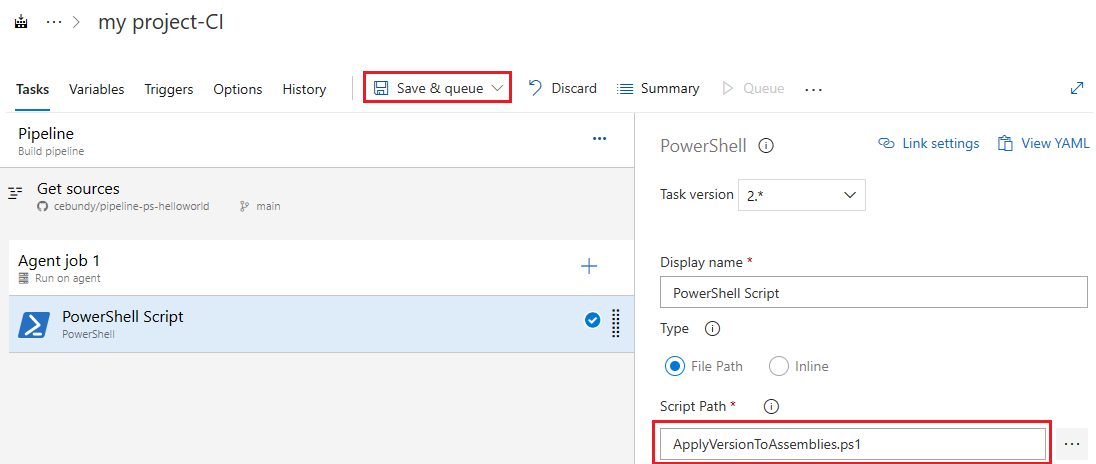 ... > my project-CI
Tasks Variables Triggers Options History Save & queue Discard Summary Queue ...
Pipeline ...
Build pipeline
Get sources
cebundy/pipeline-ps-helloworld main
Agent job 1
Run on agent
PowerShell Script
PowerShell
PowerShell Link settings View YAML
Task version 2.*
Display name *
PowerShell Script
Type
File Path Inline
Script Path *
ApplyVersionToAssemblies.ps1 ...